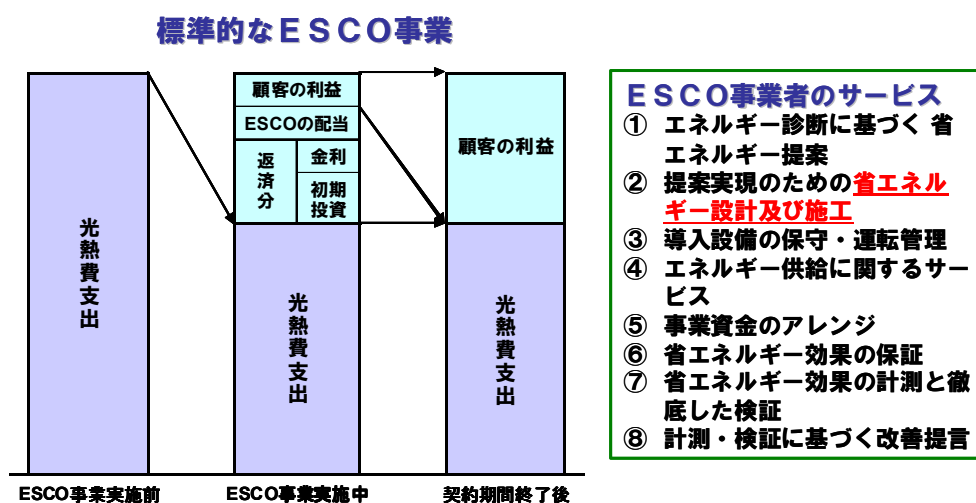 標準的なＥＳＣＯ事業
光熱費支出
ESCO事業実施前
顧客の利益
ESCOの配当
返済分
金利
初期
投資
光熱費支出
ESCO事業実施中
顧客の利益
光熱費支出
契約期間終了後
ＥＳＣＯ事業者のサービス
① エネルギー診断に基づく 省
エネルギー提案
② 提案実現のための省エネル
ギー設計及び施工
③ 導入設備の保守・運転管理
④ エネルギー供給に関するサー
ビス
⑤ 事業資金のアレンジ
⑥ 省エネルギー効果の保証
⑦ 省エネルギー効果の計測と徹
底した検証
⑧ 計測・検証に基づく改善提言